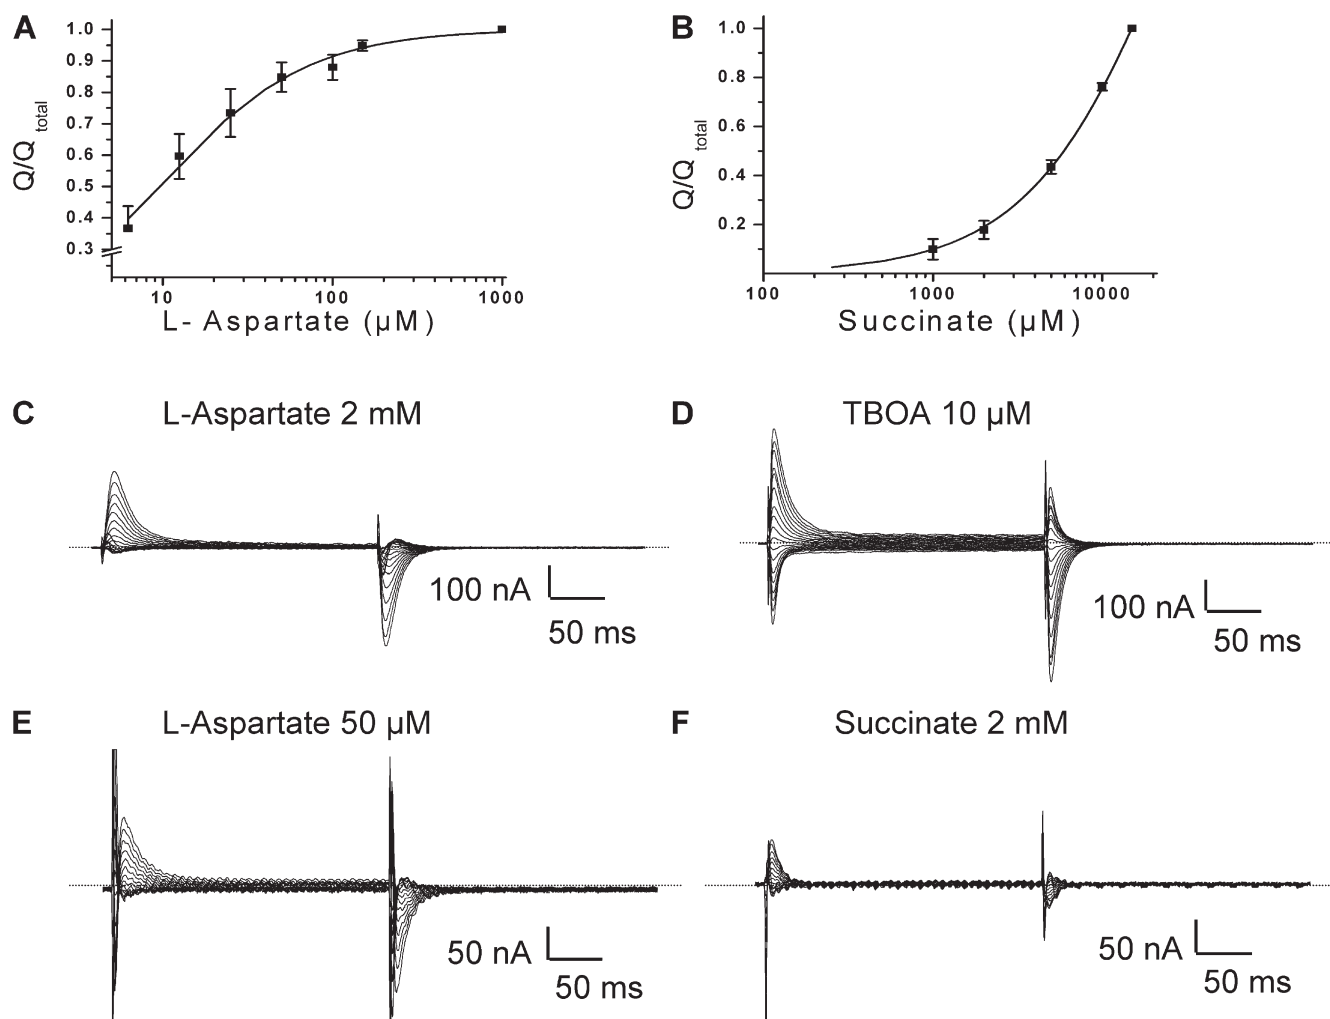 A
1.0
0.9
0.8
0.7
0.6
0.5
0.4
0.3
Q/Q total
10 100 1000
L- Aspartate (µM)
B
1.0
0.8
0.6
0.4
0.2
Q/Q total
100 1000 10000
Succinate (µM)
C L-Aspartate 2 mM
100 nA
50 ms
D TBOA 10 µM
100 nA
50 ms
E L-Aspartate 50 µM
50 nA
50 ms
F Succinate 2 mM
50 nA
50 ms